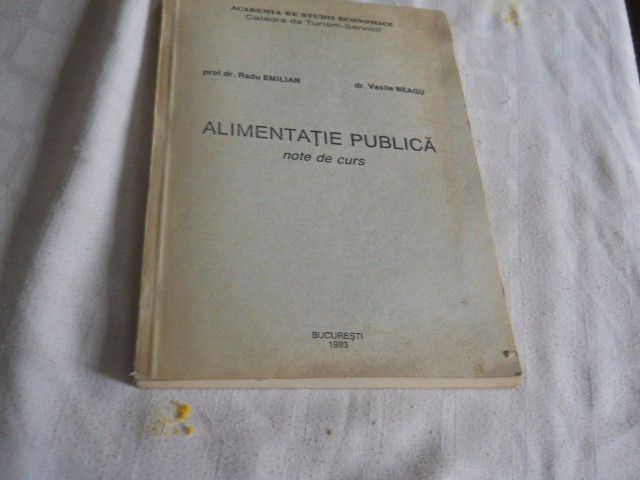 ACADEMIA DE STUDII ECONOMICE
Catedra de Turism-Servicii
prof.dr. Radu EMILIAN
dr. Vasile NEAGU
ALIMENTAŢIE PUBLICĂ
note de curs
BUCUREŞTI
1993